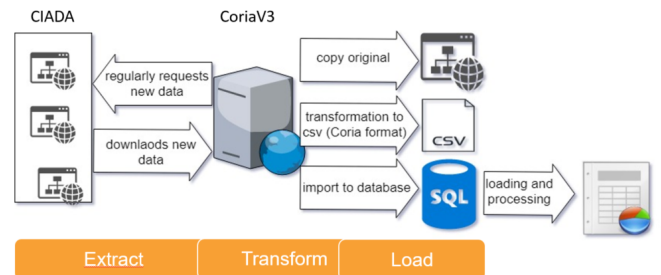 CIADA
CoriaV3
regularly requests
new data
downlaods new
data
copy original
transformation to
csv (Coria format)
CSV
import to database
SQL
loading and
processing
Extract
Transform
Load